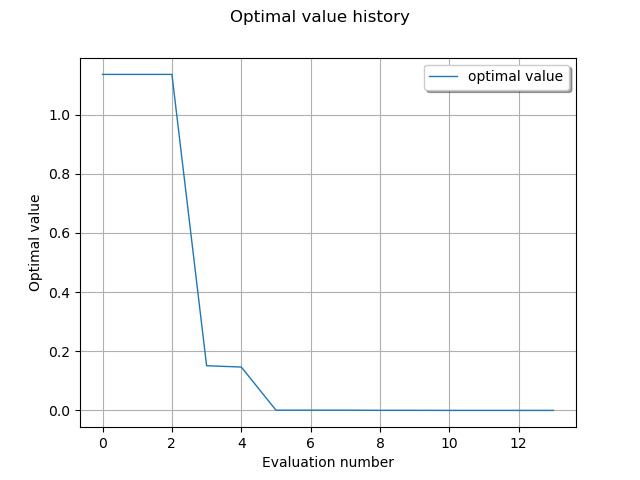 Optimal value history
optimal value
Optimal value
1.0
0.8
0.6
0.4
0.2
0.0
0 2 4 6 8 10 12
Evaluation number